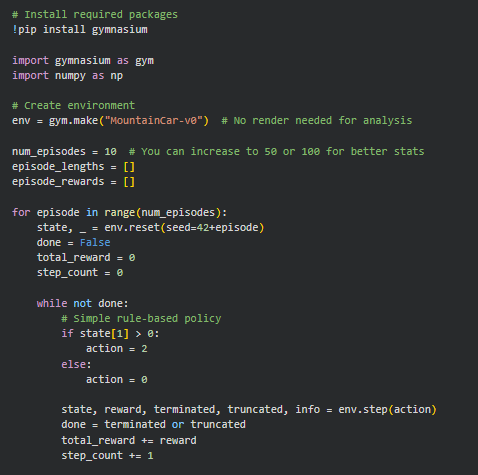 # Install required packages
!pip install gymnasium

import gymnasium as gym
import numpy as np

# Create environment
env = gym.make("MountainCar-v0")  # No render needed for analysis

num_episodes = 10  # You can increase to 50 or 100 for better stats
episode_lengths = []
episode_rewards = []

for episode in range(num_episodes):
    state, _ = env.reset(seed=42+episode)
    done = False
    total_reward = 0
    step_count = 0

    while not done:
        # Simple rule-based policy
        if state[1] > 0:
            action = 2
        else:
            action = 0

        state, reward, terminated, truncated, info = env.step(action)
        done = terminated or truncated
        total_reward += reward
        step_count += 1